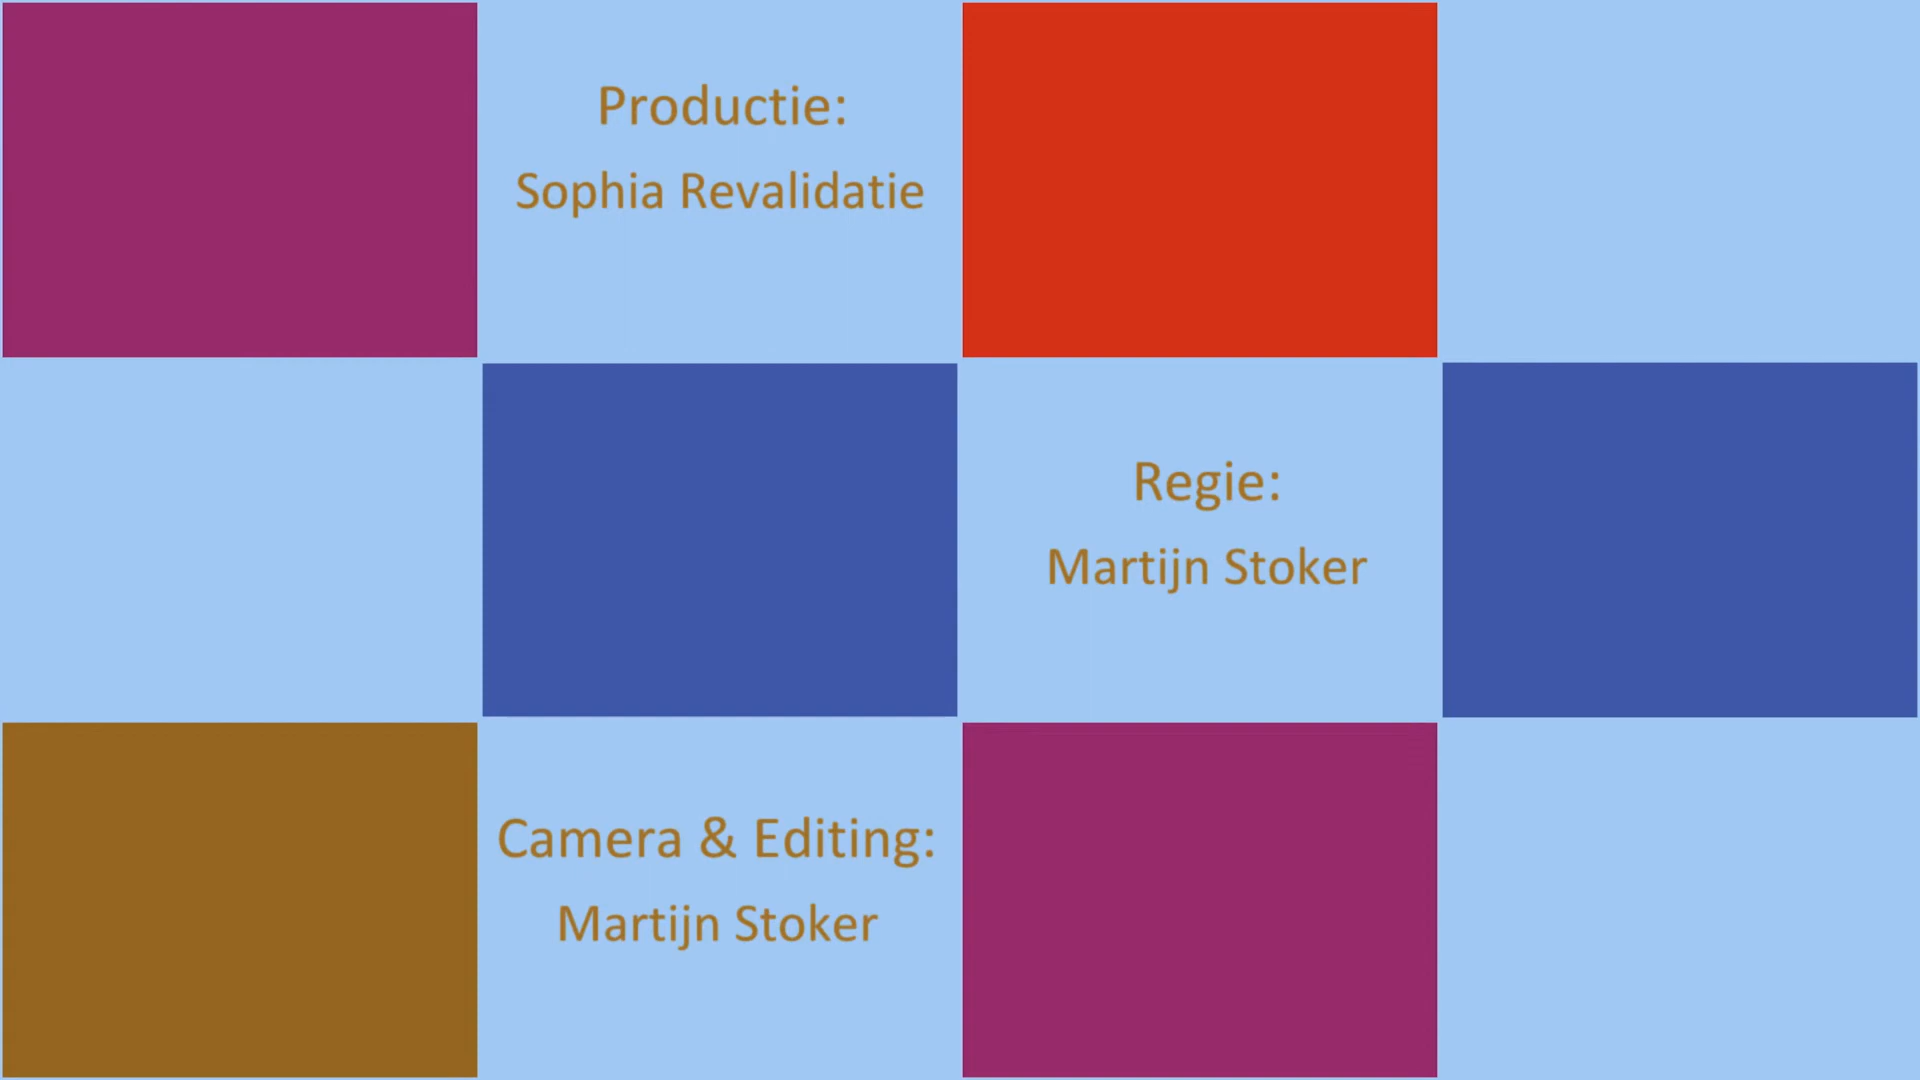 Productie:
Sophia Revalidatie
Regie:
Martijn Stoker
Camera & Editing:
Martijn Stoker